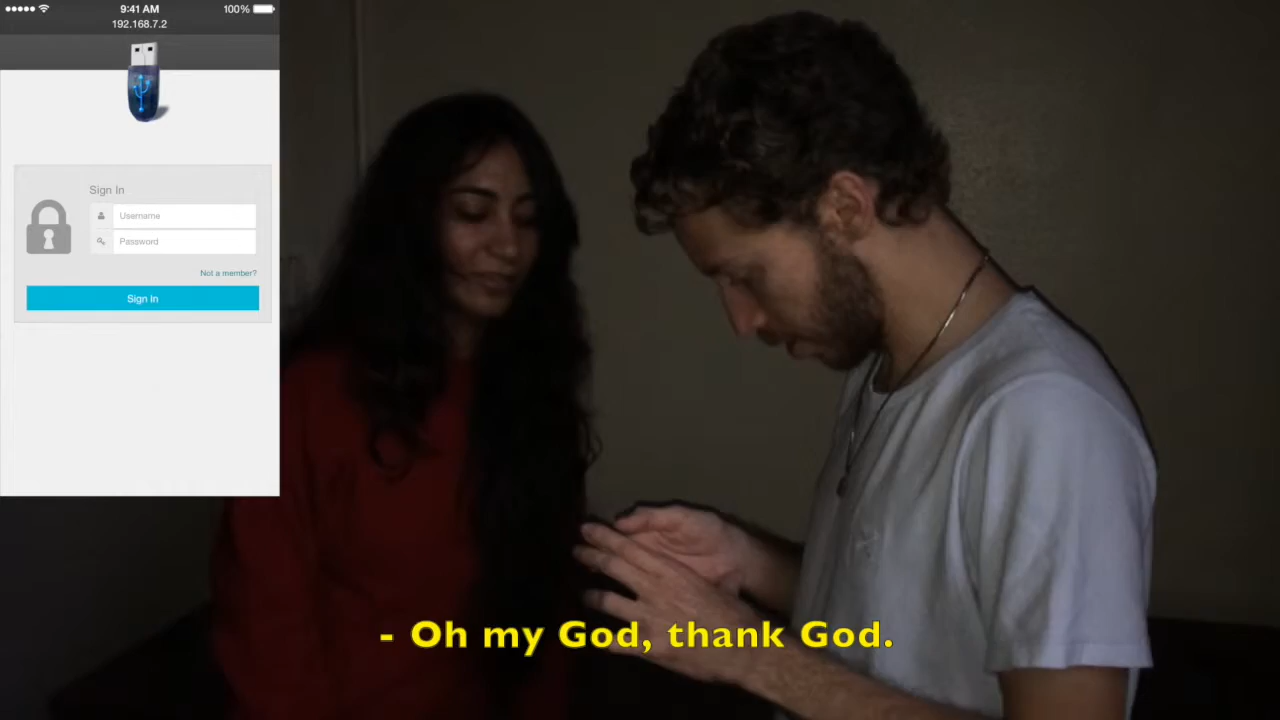 9:41 AM
100%
192.168.7.2
Sign In
Username
Password
Not a member?
Sign In
- Oh my God, thank God.